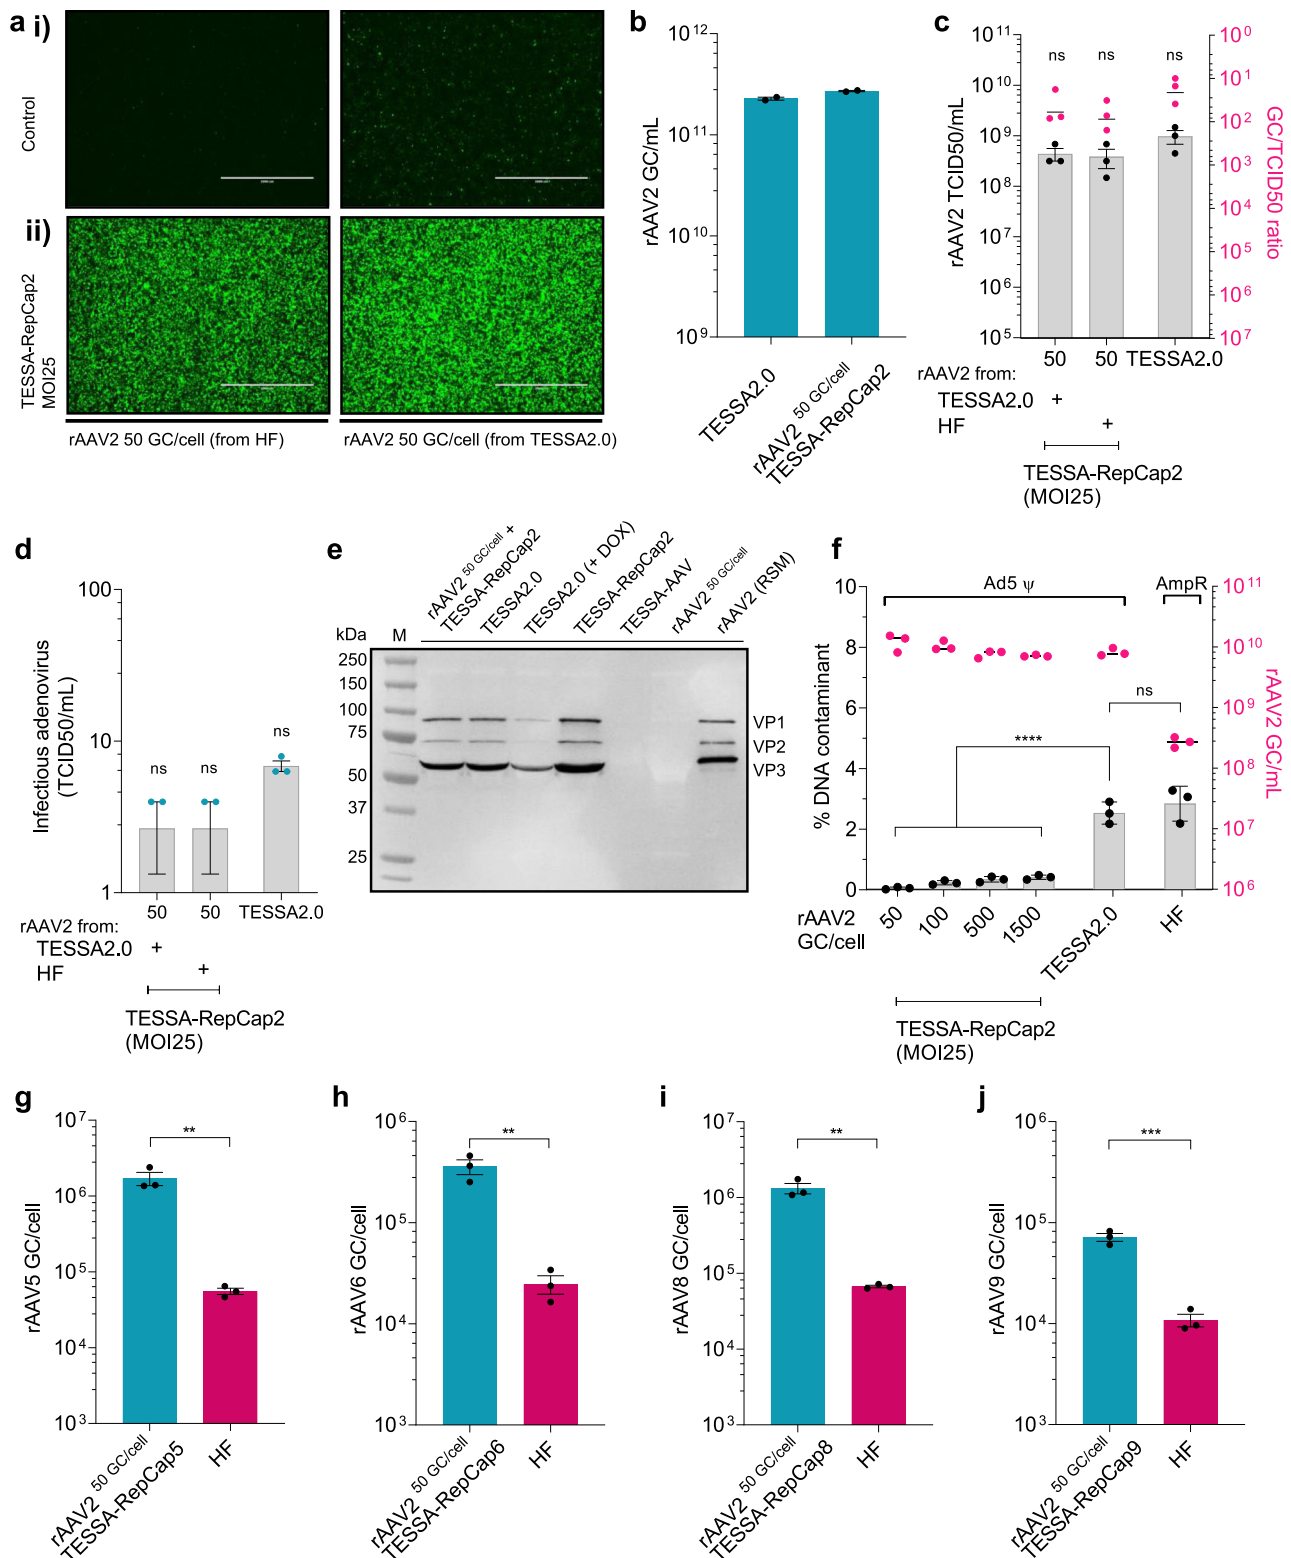 a i)
Control
ii)
TESSA-RepCap2
MOI25
rAAV2 50 GC/cell (from HF)
rAAV2 50 GC/cell (from TESSA2.0)
b
rAAV2 GC/mL
10^12
10^11
10^10
10^9
TESSA2.0
rAAV2 ^50 GC/cell
TESSA-RepCap2
c
rAAV2 TCID50/mL
10^11
10^10
10^9
10^8
10^7
10^6
10^5
ns ns ns
10^0
10^1
10^2
10^3
10^4
10^5
10^6
10^7
GC/TCID50 ratio
50 50 TESSA2.0
rAAV2 from:
TESSA2.0 +
HF +
TESSA-RepCap2
(MOI25)
d
Infectious adenovirus
(TCID50/mL)
100
10
1
ns ns ns
50 50 TESSA2.0
rAAV2 from:
TESSA2.0 +
HF +
TESSA-RepCap2
(MOI25)
e
rAAV2 ^50 GC/cell +
TESSA-RepCap2
TESSA2.0
TESSA2.0 (+ DOX)
TESSA-RepCap2
TESSA-AAV
rAAV2 ^50 GC/cell
rAAV2 (RSM)
kDa M
250
150
100
75
50
37
25
VP1
VP2
VP3
f
% DNA contaminant
10
8
6
4
2
0
Ad5 ψ
AmpR
ns
****
10^11
10^10
10^9
10^8
10^7
10^6
rAAV2 GC/mL
rAAV2
GC/cell
50 100 500 1500 TESSA2.0 HF
TESSA-RepCap2
(MOI25)
g
rAAV5 GC/cell
10^7
10^6
10^5
10^4
10^3
**
rAAV2 ^50 GC/cell
TESSA-RepCap5
HF
h
rAAV6 GC/cell
10^6
10^5
10^4
10^3
**
rAAV2 ^50 GC/cell
TESSA-RepCap6
HF
i
rAAV8 GC/cell
10^7
10^6
10^5
10^4
10^3
**
rAAV2 ^50 GC/cell
TESSA-RepCap8
HF
j
rAAV9 GC/cell
10^6
10^5
10^4
10^3
***
rAAV2 ^50 GC/cell
TESSA-RepCap9
HF